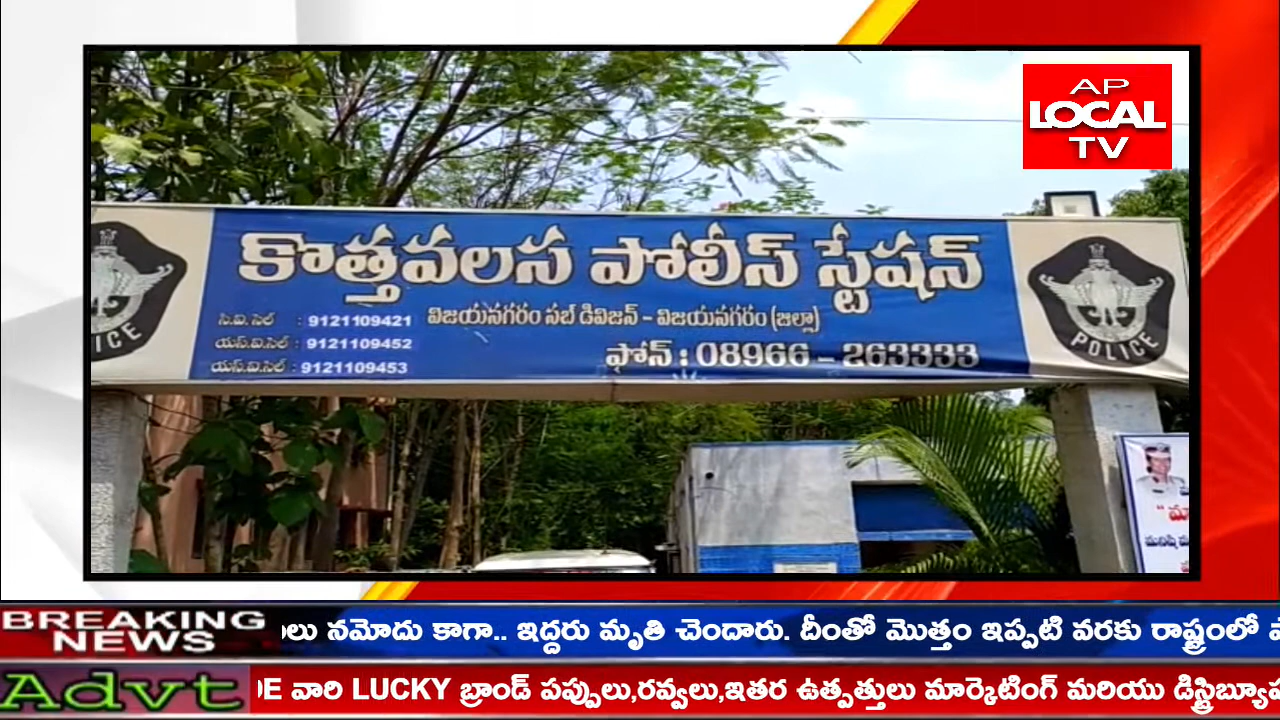 AP
LOCAL
TV
కొత్తవలస పోలీస్ స్టేషన్
విజయనగరం సబ్ డివిజన్ - విజయనగరం (జిల్లా)
సి.వి.సెల్ : 9121109421
యస్.వి.సెల్ : 9121109452
యస్.వి.సెల్ : 9121109453
ఫోన్ : 08966 - 263333
POLICE
POLICE
BREAKING
NEWS
నమోదు కాగా.. ఇద్దరు మృతి చెందారు. దీంతో మొత్తం ఇప్పటి వరకు రాష్ట్రంలో
Advt
వారి LUCKY బ్రాండ్ పప్పులు,రవ్వలు,ఇతర ఉత్పత్తులు మార్కెటింగ్ మరియు